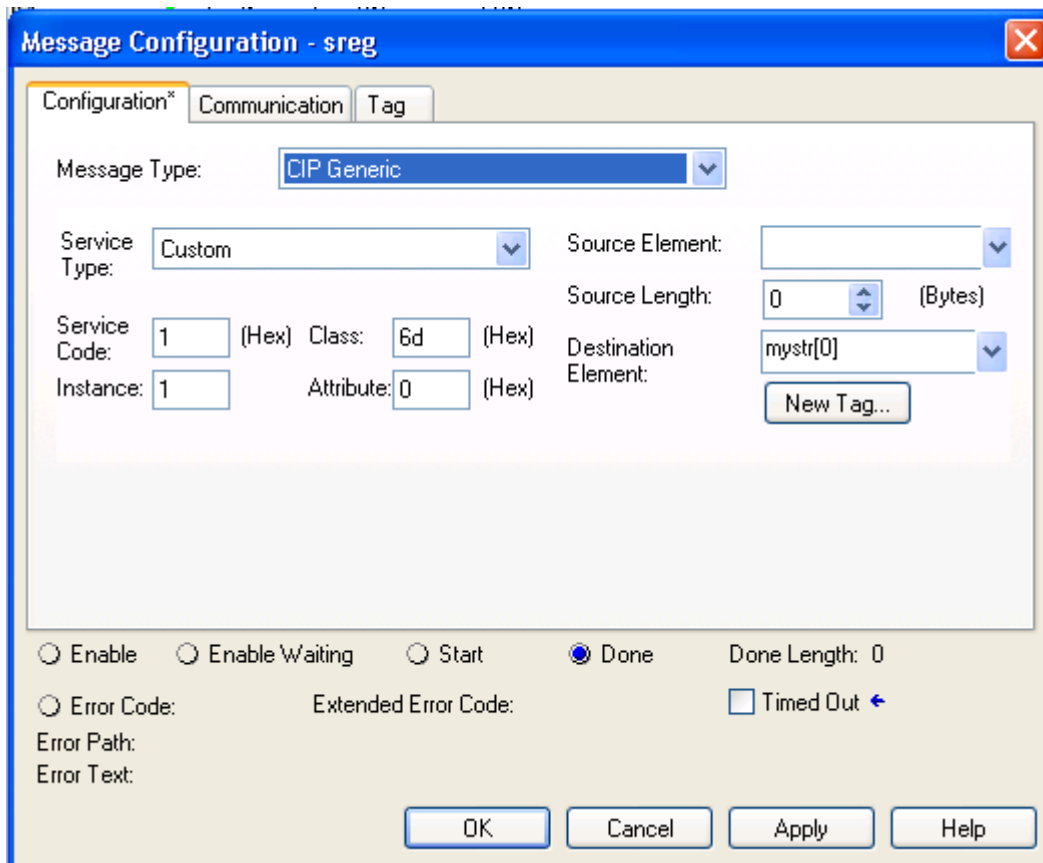 Message Configuration - sreg
Configuration* Communication Tag
Message Type: CIP Generic
Service Type: Custom
Source Element:
Source Length: 0 (Bytes)
Service Code: 1 (Hex) Class: 6d (Hex)
Destination Element: mystr[0]
Instance: 1 Attribute: 0 (Hex)
New Tag...
Enable Enable Waiting Start Done Done Length: 0
Error Code: Extended Error Code: Timed Out
Error Path:
Error Text:
OK Cancel Apply Help